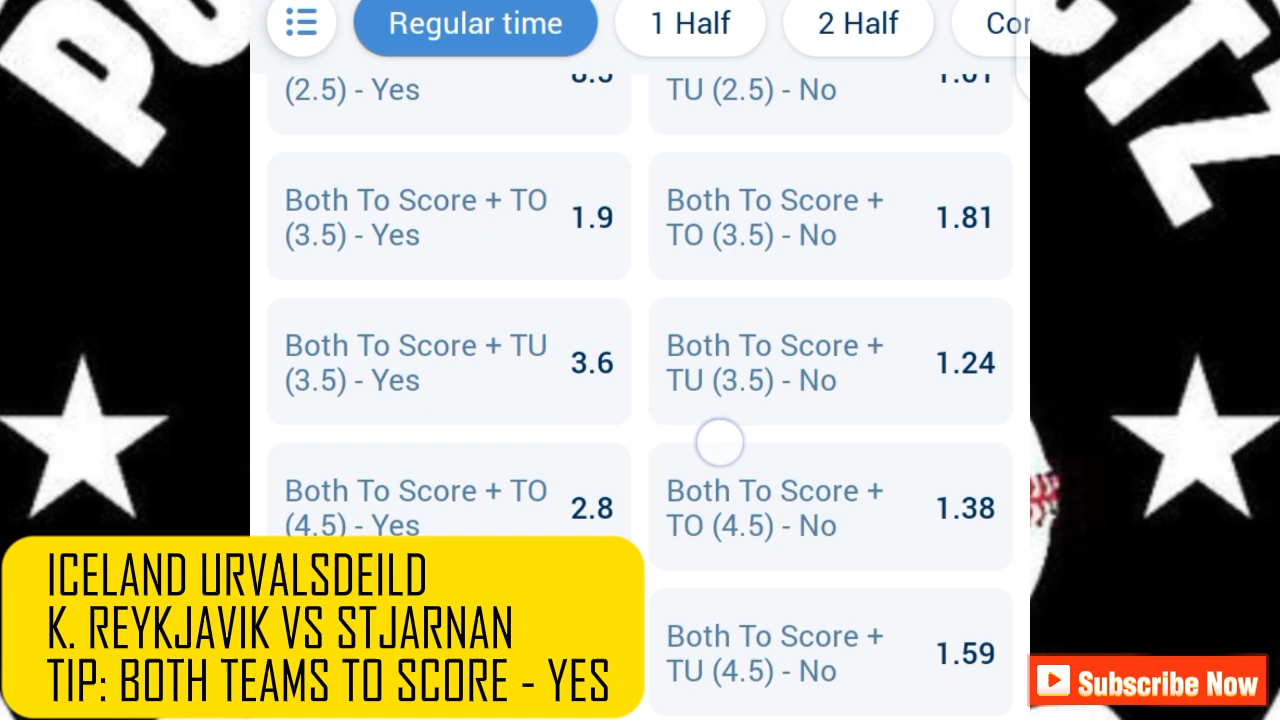 Regular time
1 Half
2 Half
(2.5) - Yes
TU (2.5) - No
Both To Score + TO
(3.5) - Yes
1.9
Both To Score +
TO (3.5) - No
1.81
Both To Score + TU
(3.5) - Yes
3.6
Both To Score +
TU (3.5) - No
1.24
Both To Score + TO
(4.5) - Yes
2.8
Both To Score +
TO (4.5) - No
1.38
Both To Score +
TU (4.5) - No
1.59
ICELAND URVALSDEILD
K. REYKJAVIK VS STJARNAN
TIP: BOTH TEAMS TO SCORE - YES
Subscribe Now